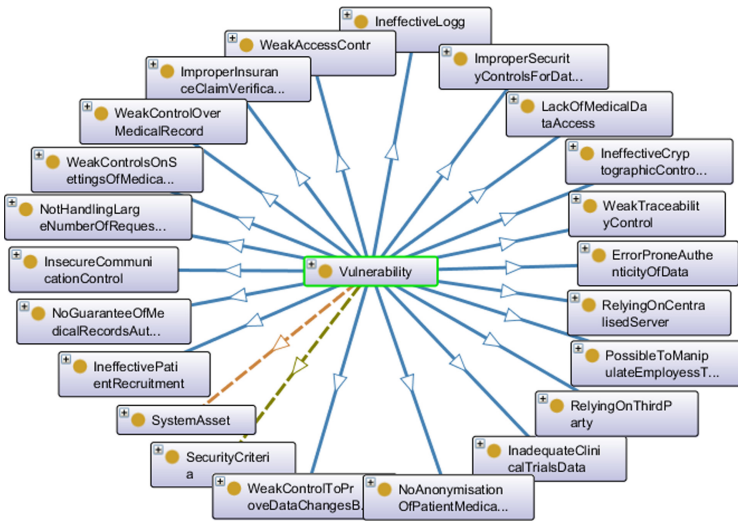 IneffectiveLogg
WeakAccessContr
ImproperSecurit
yControlsForDat...
ImproperInsuran
ceClaimVerifica...
LackOfMedicalDa
taAccess
WeakControlOver
MedicalRecord
IneffectiveCryp
tographicContro...
WeakControlsOnS
ettingsOfMedica...
WeakTraceabilit
yControl
NotHandlingLarg
eNumberOfReques...
ErrorProneAuthe
nticityOfData
InsecureCommuni
cationControl
Vulnerability
NoGuaranteeOfMe
dicalRecordsAut...
RelyingOnCentra
lisedServer
IneffectivePati
entRecruitment
PossibleToManip
ulateEmployessT...
SystemAsset
RelyingOnThirdP
arty
SecurityCriteri
a
InadequateClini
calTrialsData
WeakControlToPr
oveDataChangesB.
NoAnonymisation
OfPatientMedica...